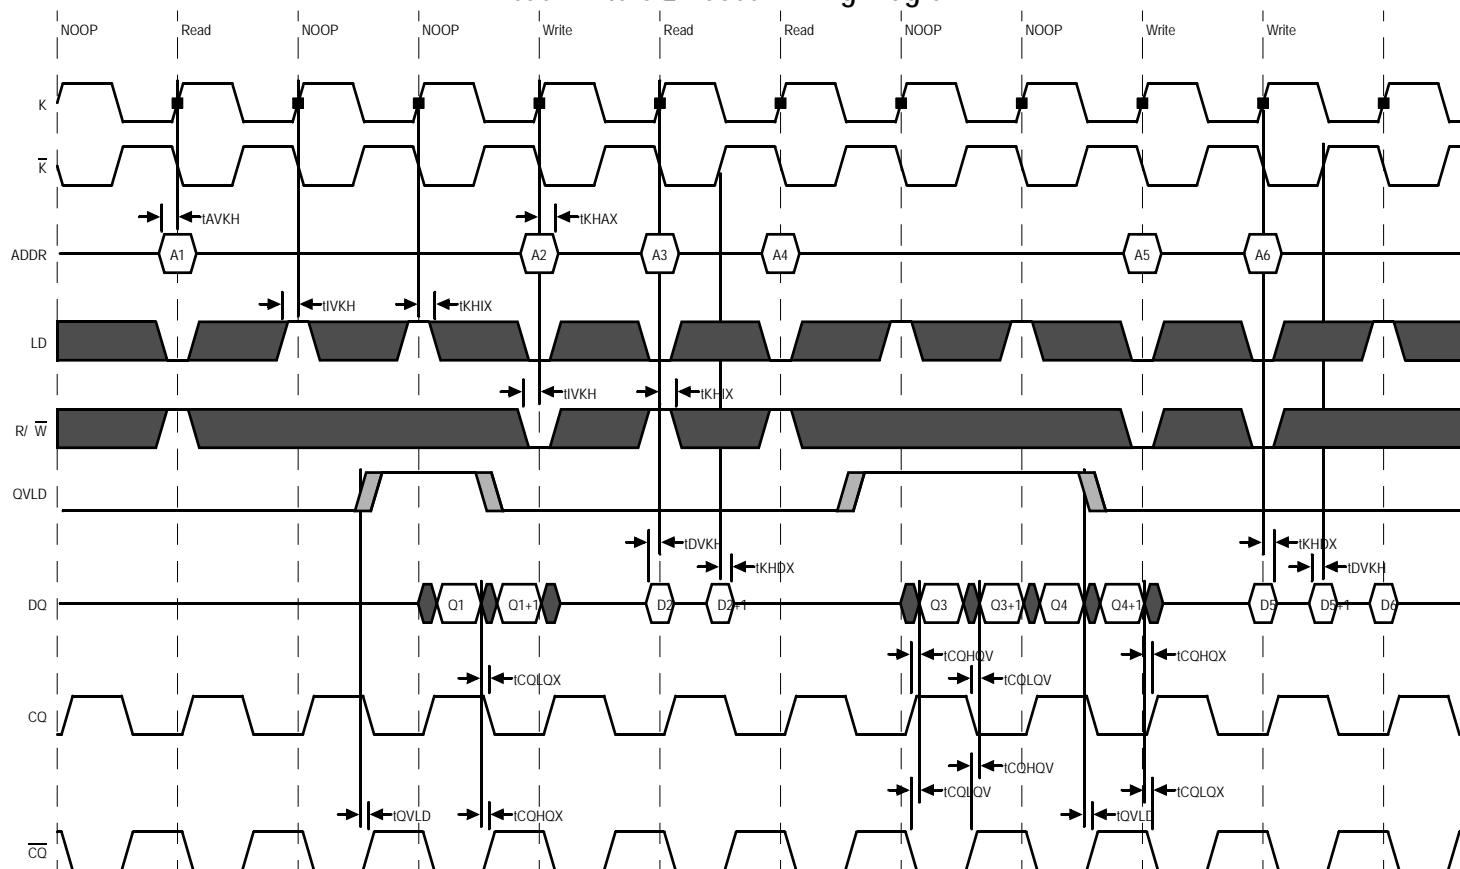 NOOP Read NOOP NOOP Write Read Read NOOP NOOP Write Write
K
K
tAVKH tKHAX
ADDR A1 A2 A3 A4 A5 A6
tIVKH tKHIX
LD
tIVKH tKHIX
R/ W
QVLD
tDVKH tKHDX
tKHDX tDVKH
DQ Q1 Q1+1 D2 D2+1 Q3 Q3+1 Q4 Q4+1 D5 D5+1 D6
tCQHQV tCQHQX
tCQLQX tCQLQV
CQ
tCQHQV
tCQLQV tCQLQX
tQVLD tCQHQX tQVLD
CQ